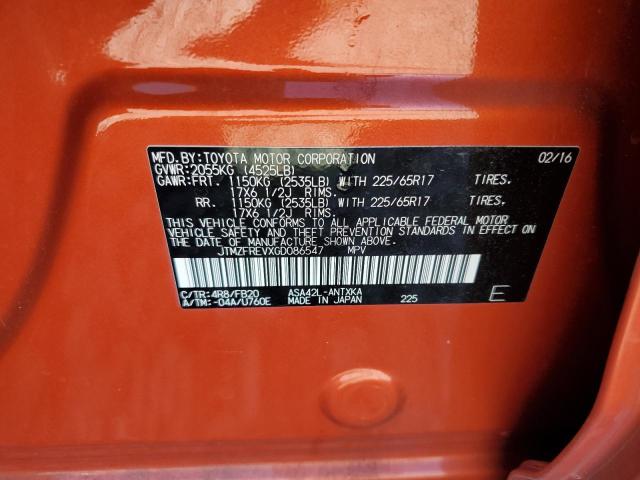 MFD.BY:TOYOTA MOTOR CORPORATION 02/16
GVWR:2055KG (4525LB)
GAWR:FRT. 1150KG (2535LB) WITH 225/65R17 TIRES.
17X6 1/2J RIMS.
RR. 1150KG (2535LB) WITH 225/65R17 TIRES.
17X6 1/2J RIMS.
THIS VEHICLE CONFORMS TO ALL APPLICABLE FEDERAL MOTOR
VEHICLE SAFETY AND THEFT PREVENTION STANDARDS IN EFFECT ON
THE DATE OF MANUFACTURE SHOWN ABOVE.
JTMZFREVXGD086547 MPV
C/TR:4R8/FB20 ASA42L-ANTXKA
A/TM:-04A/U760E MADE IN JAPAN 225 E